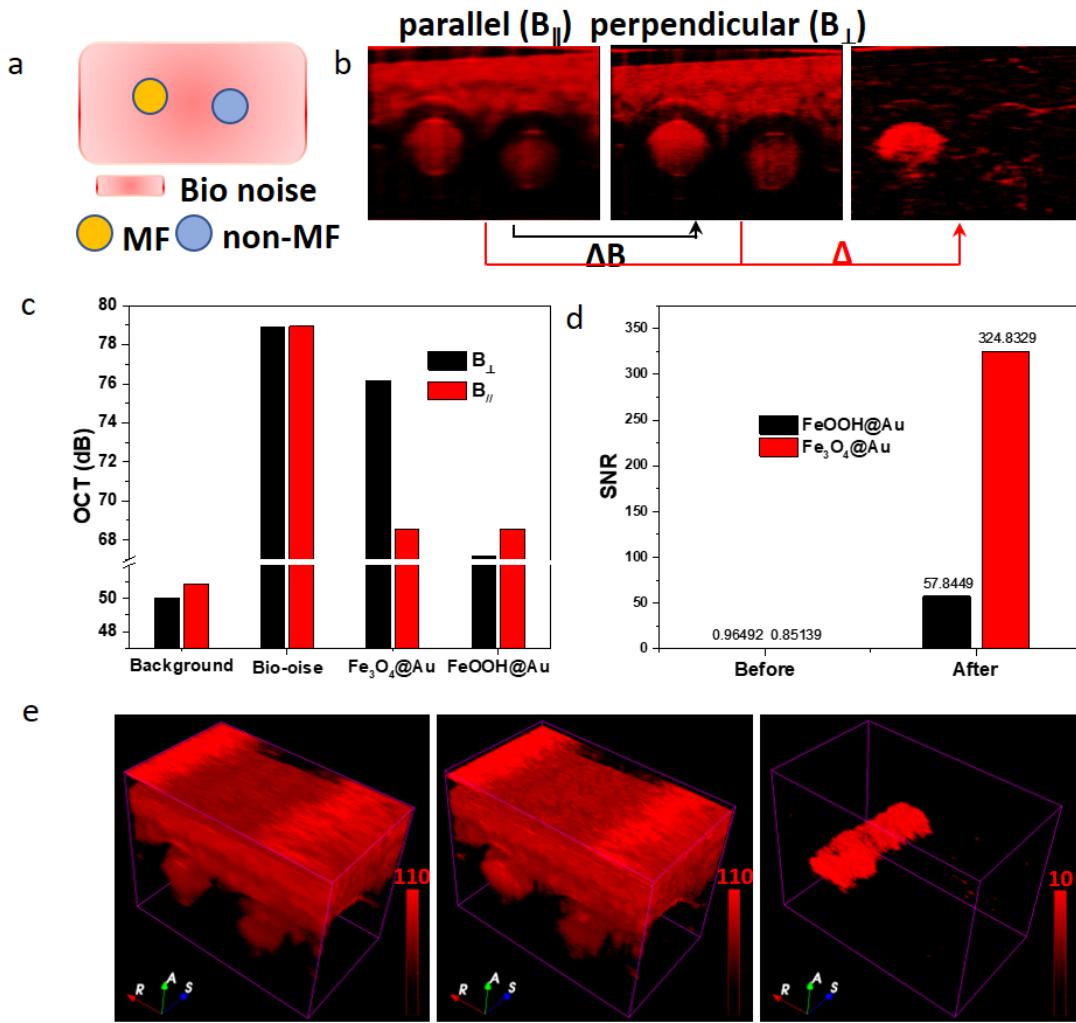 a
Bio noise
MF non-MF
b
parallel (B∥) perpendicular (B⊥)
ΔB Δ
c
80
78
76
74
72
70
68
50
48
OCT (dB)
B⊥
B//
Background Bio-oise Fe₃O₄@Au FeOOH@Au
d
350
300
250
200
150
100
50
0
SNR
324.8329
FeOOH@Au
Fe₃O₄@Au
57.8449
0.96492 0.85139
Before After
e
110 110 10
R A S R A S R A S